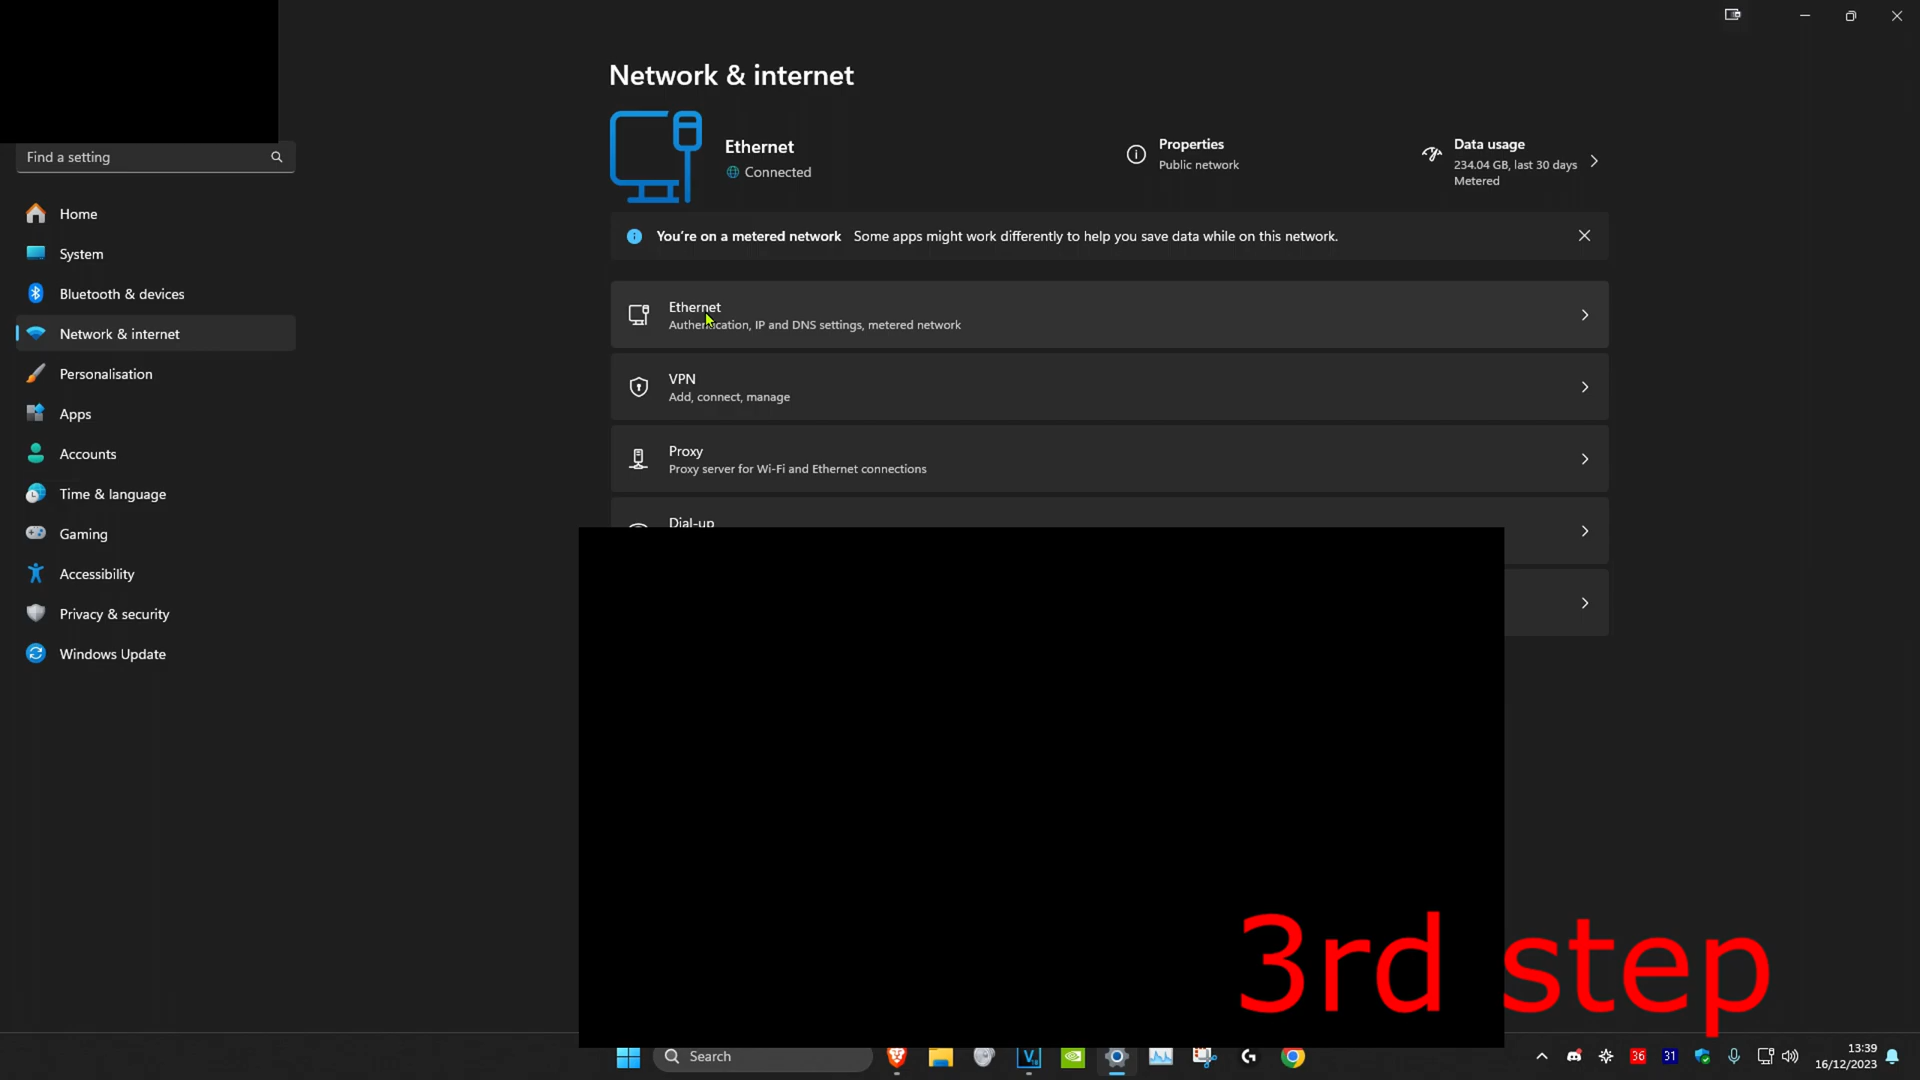 Network & internet
Ethernet
Connected
Properties
Public network
Data usage
234.04 GB, last 30 days
Metered
Find a setting
You're on a metered network Some apps might work differently to help you save data while on this network.
Home
System
Bluetooth & devices
Network & internet
Personalisation
Apps
Accounts
Time & language
Gaming
Accessibility
Privacy & security
Windows Update
Ethernet
Authentication, IP and DNS settings, metered network
VPN
Add, connect, manage
Proxy
Proxy server for Wi-Fi and Ethernet connections
Dial-up
3rd step
Search
36
31
13:39
16/12/2023